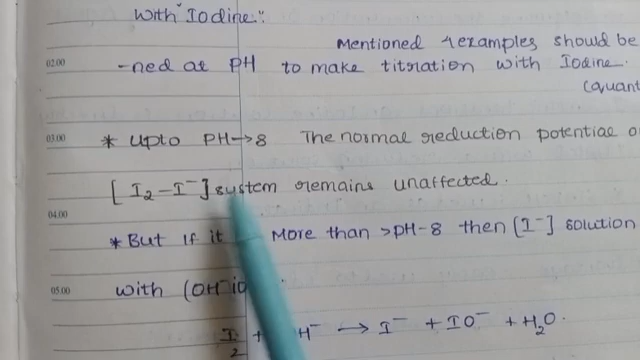 with Iodine:
02.00
Mentioned examples should be
-ned at PH to make titration with Iodine.
(quant
03.00
* Upto PH→8 The normal reduction potential o
[I₂-I⁻] system remains unaffected.
04.00
* But If it More than >pH-8 then [I⁻] solution
05.00
with (OH⁻ io
I₂ + H⁻ → I⁻ + IO⁻ + H₂O.